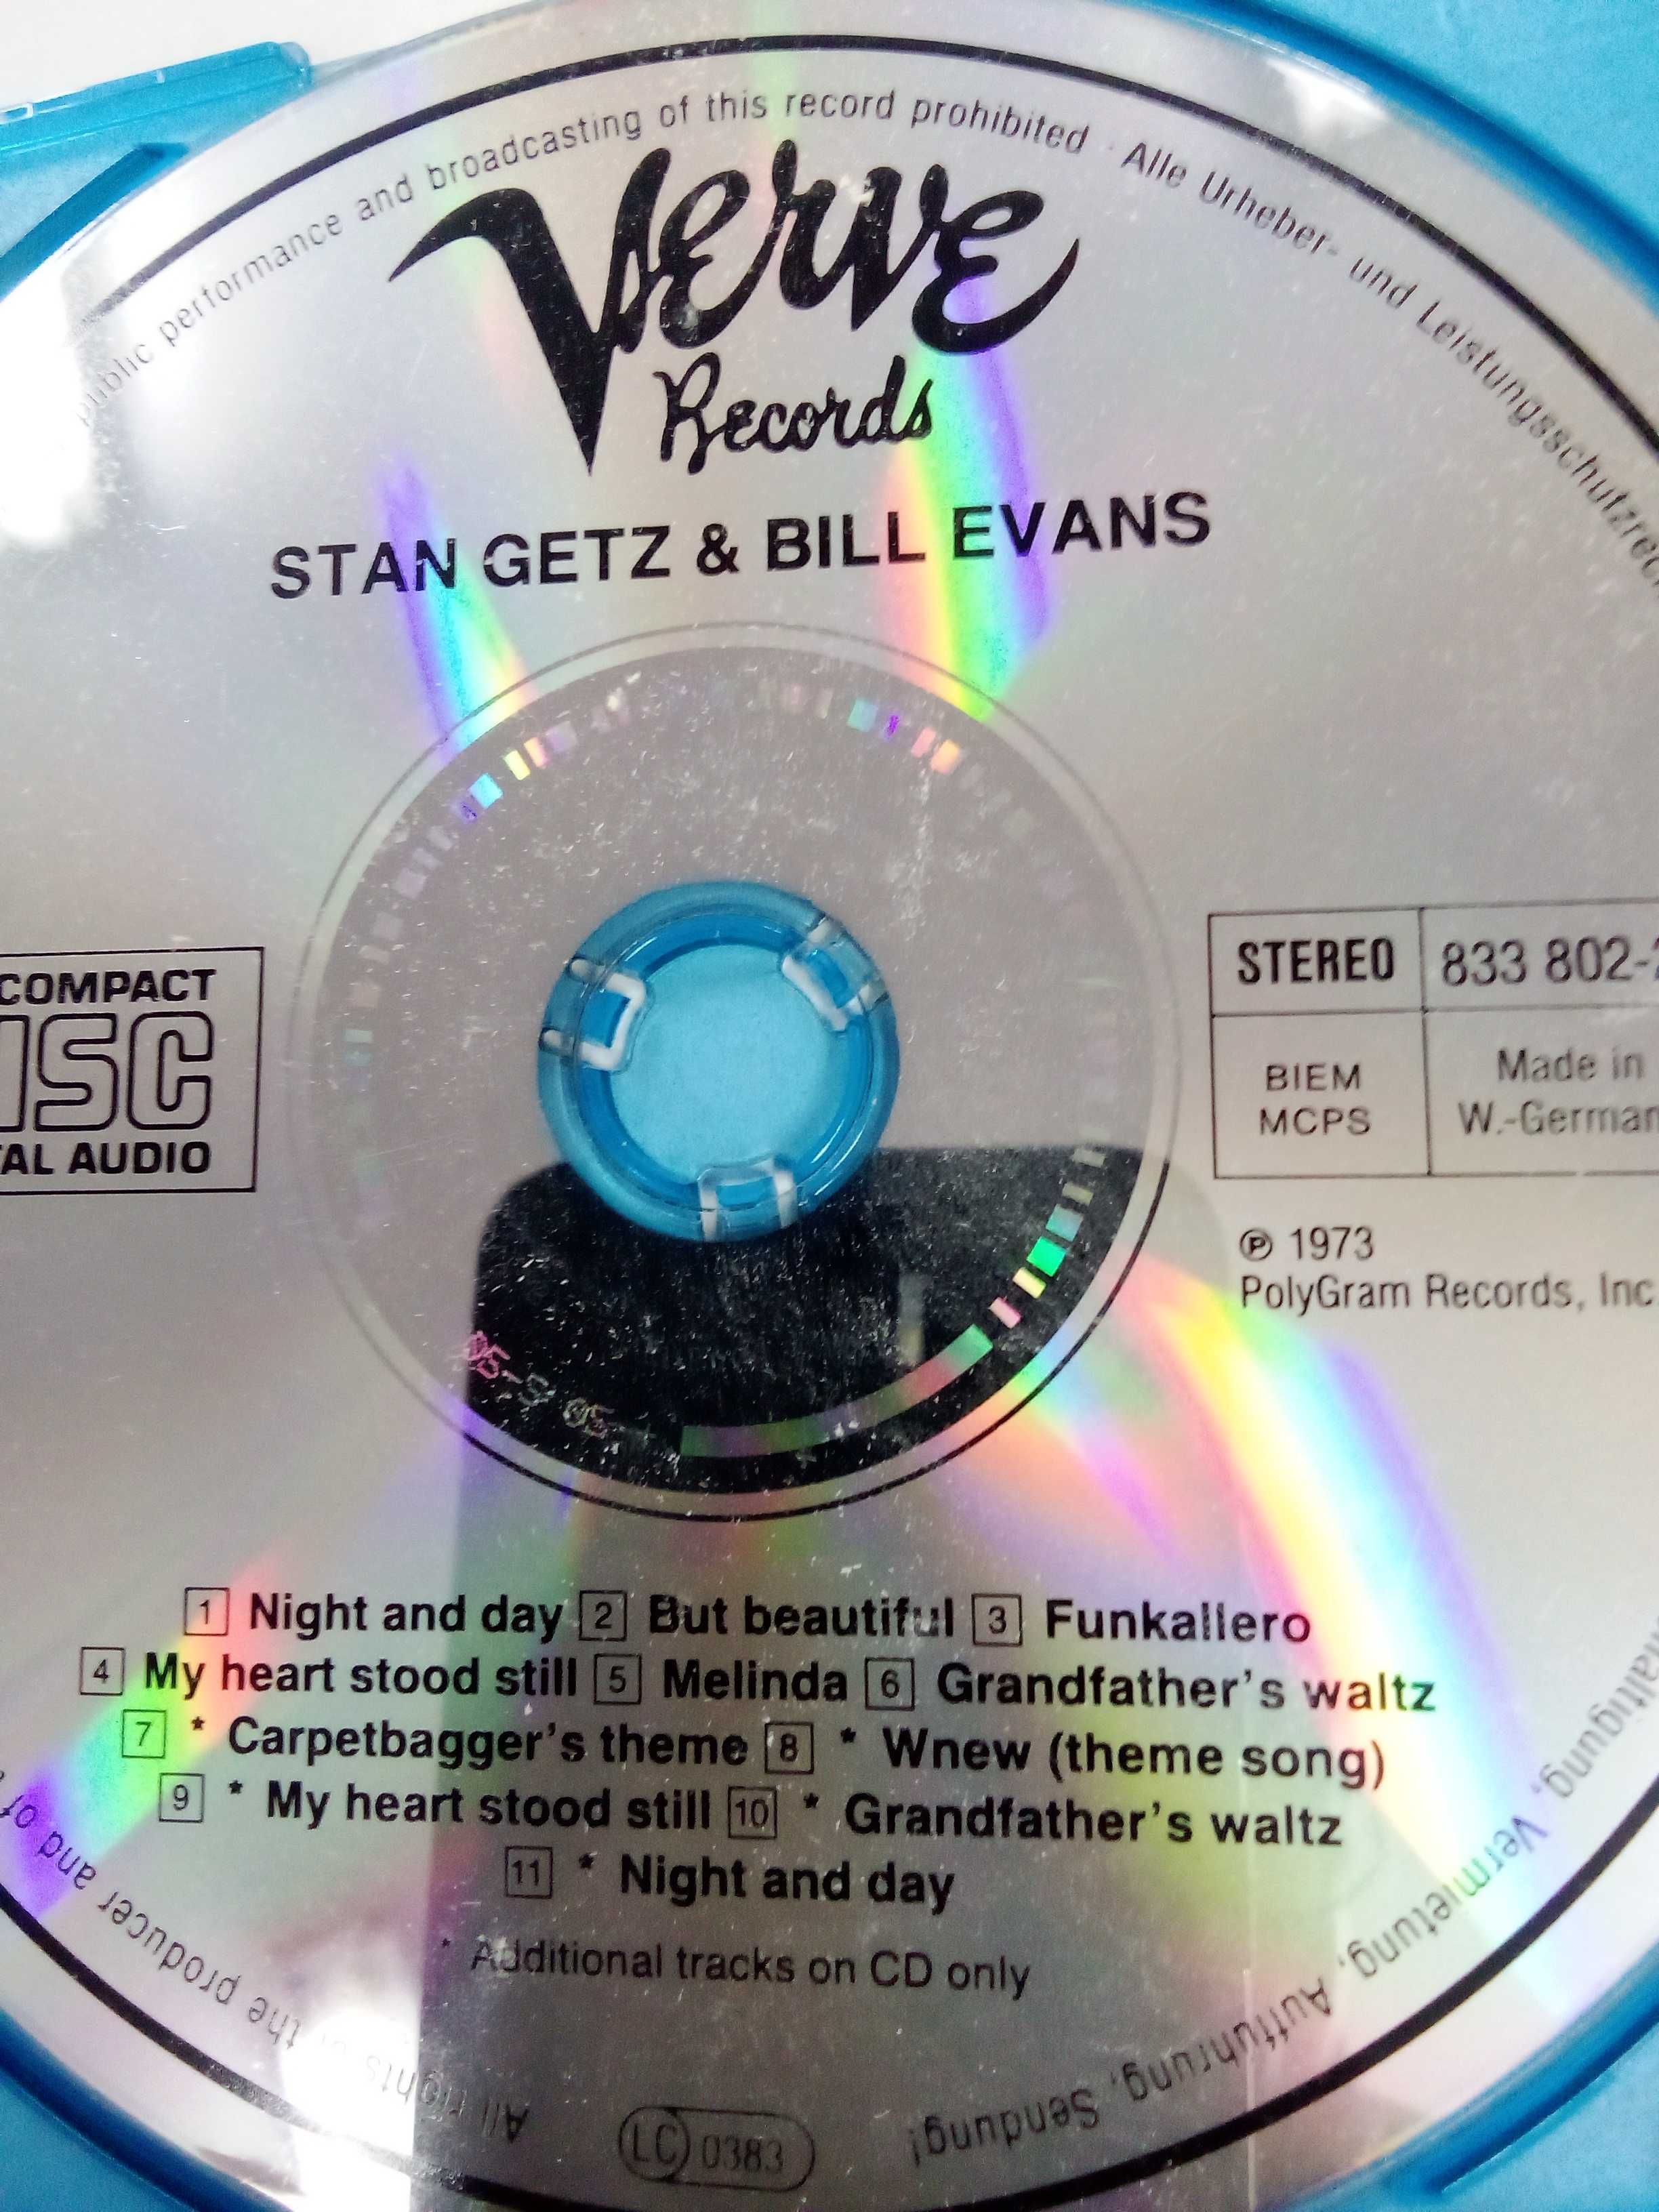 public performance and broadcasting of this record prohibited · Alle Urheber- und Leistungsschutzrec
Verve
Records
STAN GETZ & BILL EVANS
COMPACT
ISC
TAL AUDIO
STEREO 833 802-
BIEM
MCPS
Made in
W.-German
℗ 1973
PolyGram Records, Inc.
1 Night and day 2 But beautiful 3 Funkallero
4 My heart stood still 5 Melinda 6 Grandfather's waltz
7 * Carpetbagger's theme 8 * Wnew (theme song)
9 * My heart stood still 10 * Grandfather's waltz
11 * Night and day
* Additional tracks on CD only
Vermietung, Aufführung, Sendung!
LC 0383
All rights of the producer and of